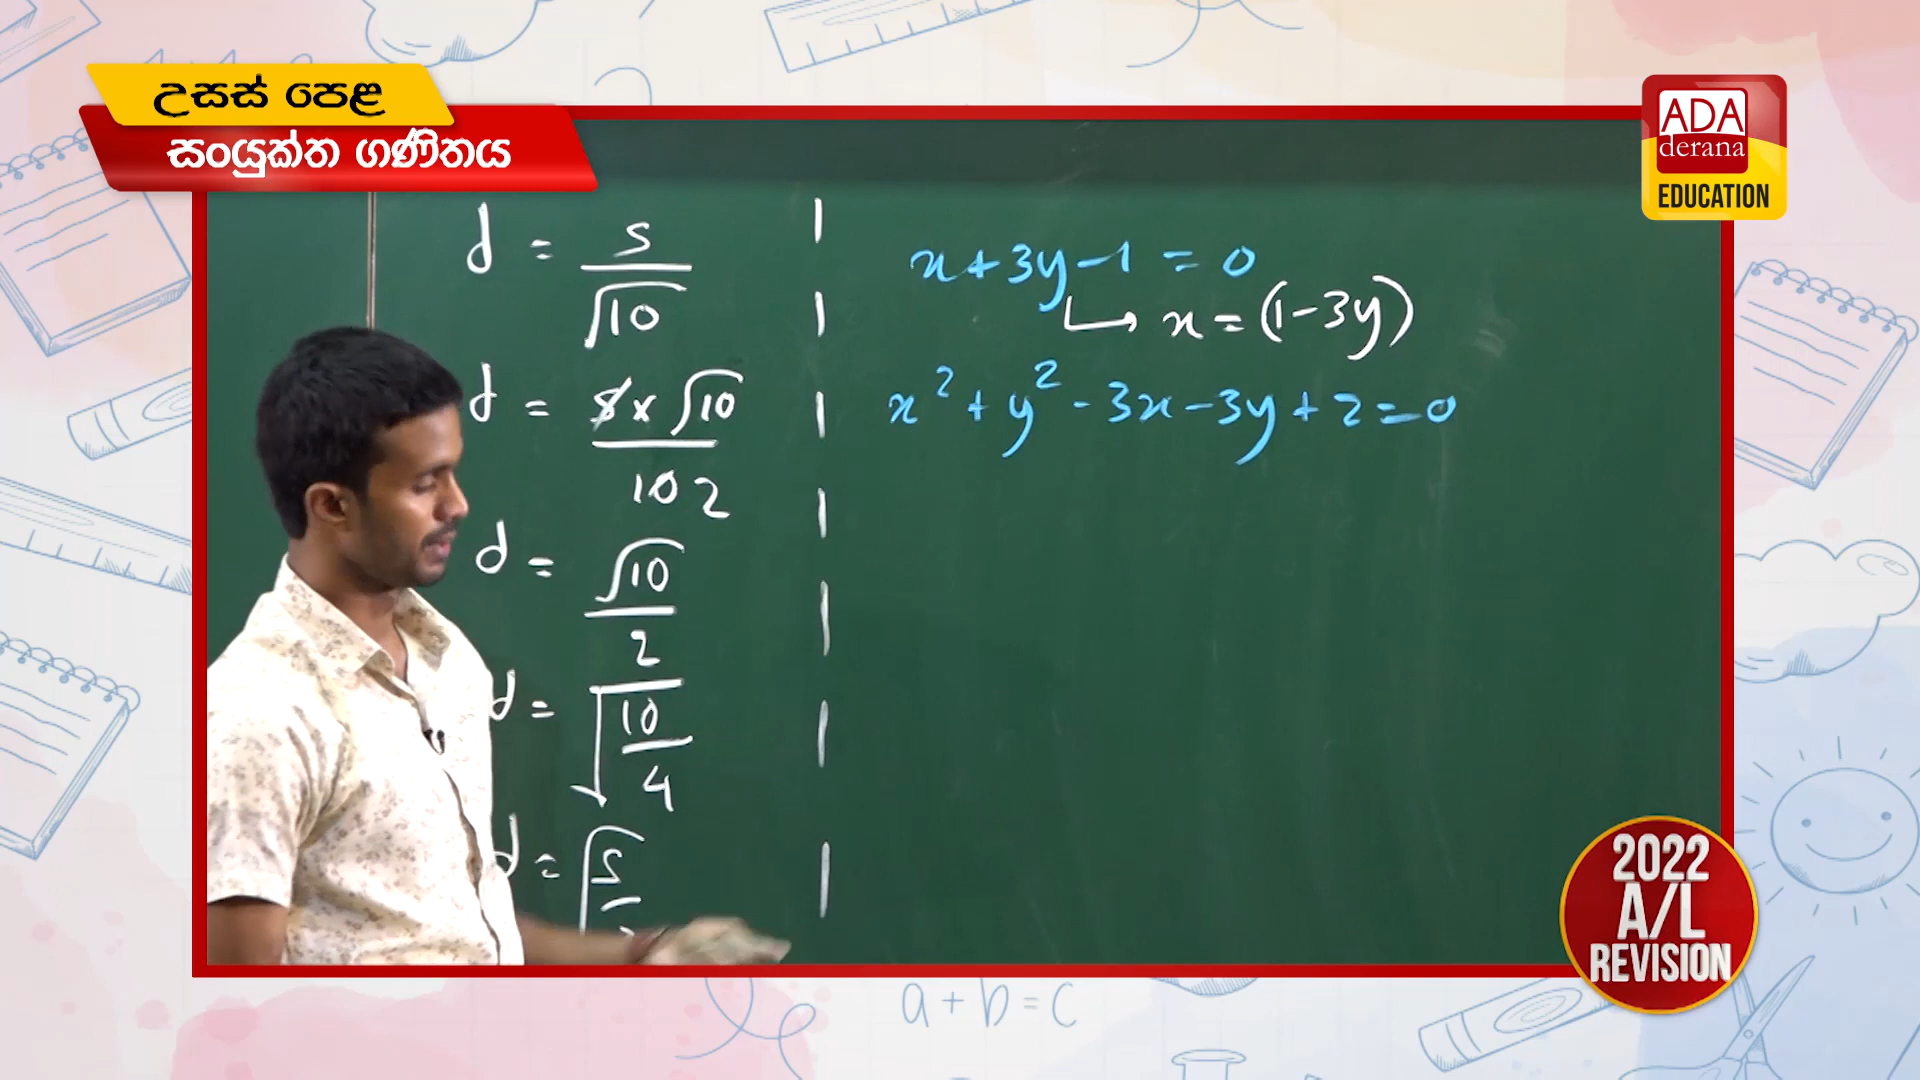 උසස් පෙළ
සංයුක්ත ගණිතය
ADA
derana
EDUCATION
d = 5/√10
d = 5×√10/10 2
d = √10/2
d = √(10/4)
d = √5
x+3y-1 = 0
↳ x = (1-3y)
x² + y² - 3x - 3y + 2 = 0
2022
A/L
REVISION
a + b = c